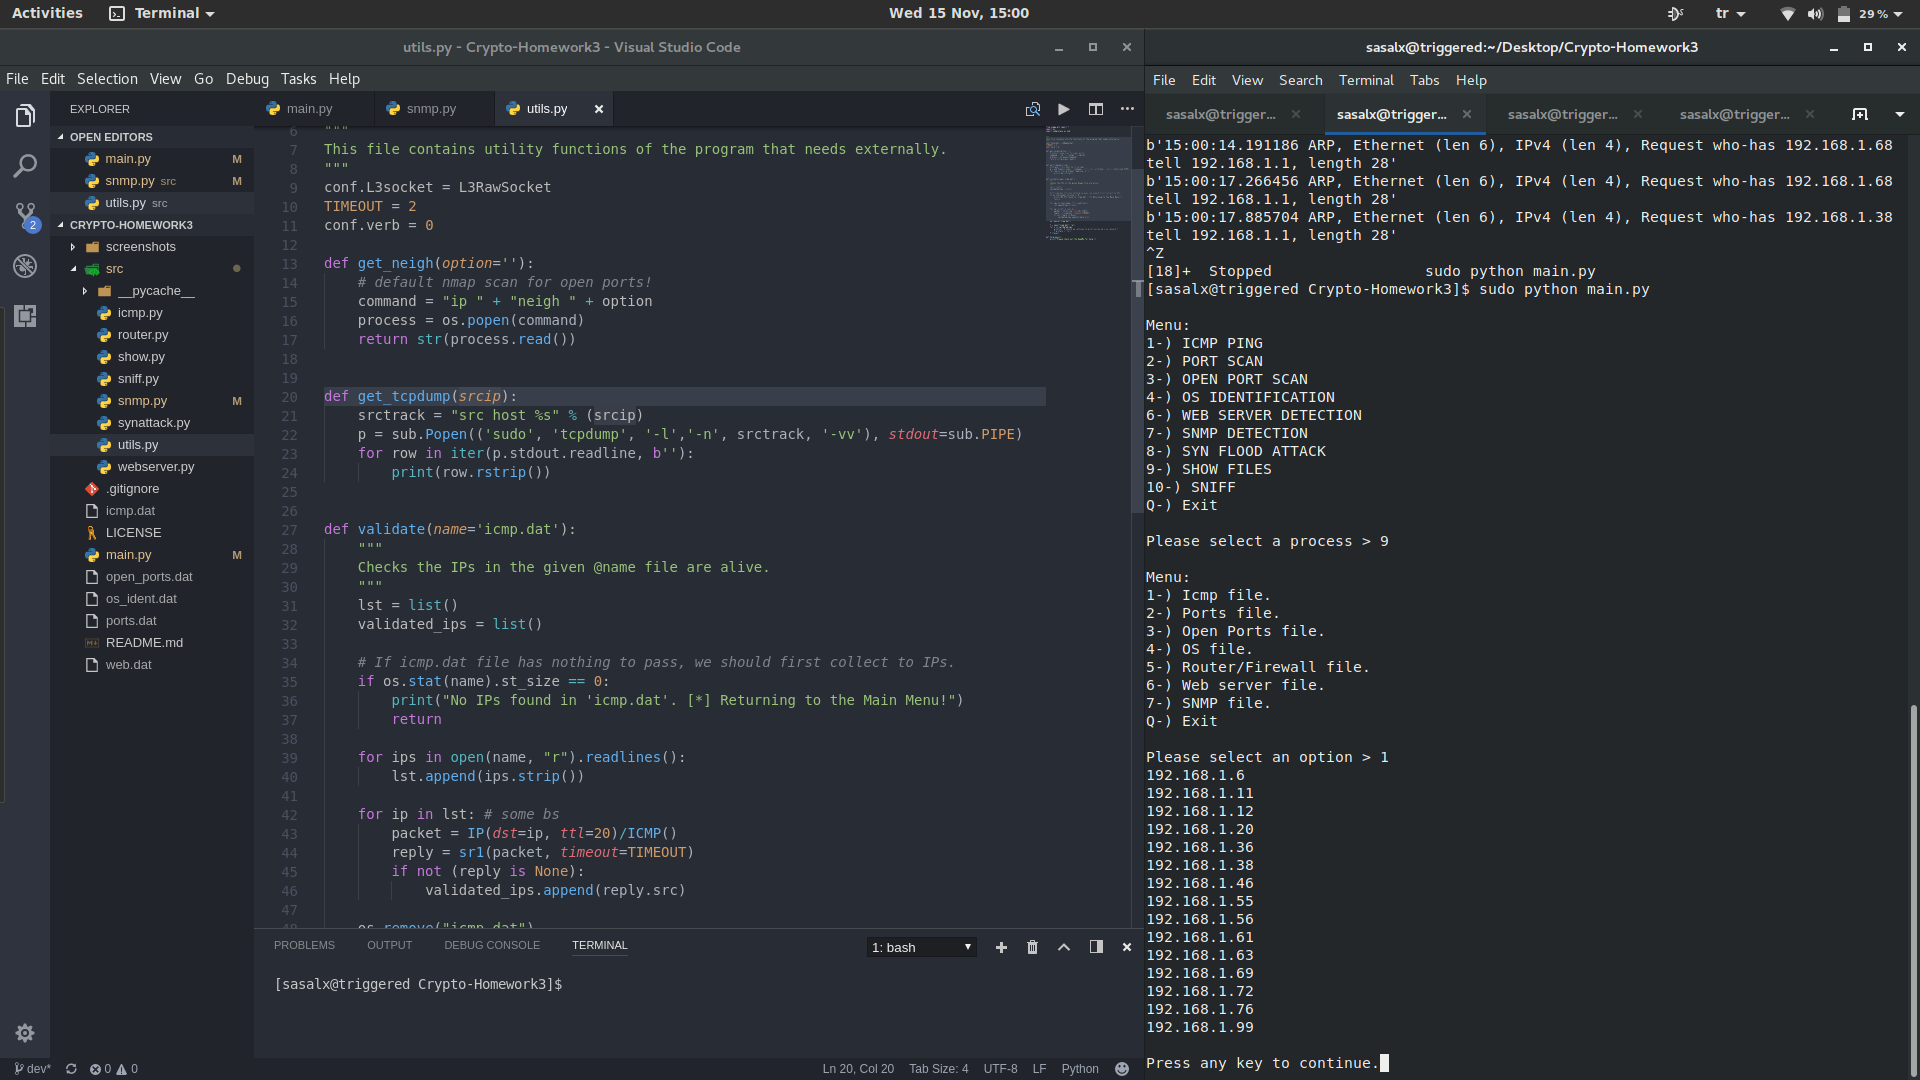 Activities Terminal Wed 15 Nov, 15:00 tr 29 %
utils.py - Crypto-Homework3 - Visual Studio Code
File Edit Selection View Go Debug Tasks Help
EXPLORER
OPEN EDITORS
main.py M
snmp.py src M
utils.py src
CRYPTO-HOMEWORK3
screenshots
src
__pycache__
icmp.py
router.py
show.py
sniff.py
snmp.py M
synattack.py
utils.py
webserver.py
.gitignore
icmp.dat
LICENSE
main.py M
open_ports.dat
os_ident.dat
ports.dat
README.md
web.dat
2
main.py snmp.py utils.py
6 """
7 This file contains utility functions of the program that needs externally.
8 """
9 conf.L3socket = L3RawSocket
10 TIMEOUT = 2
11 conf.verb = 0
12
13 def get_neigh(option=''):
14     # default nmap scan for open ports!
15     command = "ip " + "neigh " + option
16     process = os.popen(command)
17     return str(process.read())
18
19
20 def get_tcpdump(srcip):
21     srctrack = "src host %s" % (srcip)
22     p = sub.Popen(('sudo', 'tcpdump', '-l','-n', srctrack, '-vv'), stdout=sub.PIPE)
23     for row in iter(p.stdout.readline, b''):
24         print(row.rstrip())
25
26
27 def validate(name='icmp.dat'):
28     """
29     Checks the IPs in the given @name file are alive.
30     """
31     lst = list()
32     validated_ips = list()
33
34     # If icmp.dat file has nothing to pass, we should first collect to IPs.
35     if os.stat(name).st_size == 0:
36         print("No IPs found in 'icmp.dat'. [*] Returning to the Main Menu!")
37         return
38
39     for ips in open(name, "r").readlines():
40         lst.append(ips.strip())
41
42     for ip in lst: # some bs
43         packet = IP(dst=ip, ttl=20)/ICMP()
44         reply = sr1(packet, timeout=TIMEOUT)
45         if not (reply is None):
46             validated_ips.append(reply.src)
47
48     os.remove("icmp.dat")
PROBLEMS OUTPUT DEBUG CONSOLE TERMINAL 1: bash
[sasalx@triggered Crypto-Homework3]$
dev* 0 0 Ln 20, Col 20 Tab Size: 4 UTF-8 LF Python
sasalx@triggered:~/Desktop/Crypto-Homework3
File Edit View Search Terminal Tabs Help
sasalx@trigger... sasalx@trigger... sasalx@trigger... sasalx@trigger...
b'15:00:14.191186 ARP, Ethernet (len 6), IPv4 (len 4), Request who-has 192.168.1.68
tell 192.168.1.1, length 28'
b'15:00:17.266456 ARP, Ethernet (len 6), IPv4 (len 4), Request who-has 192.168.1.68
tell 192.168.1.1, length 28'
b'15:00:17.885704 ARP, Ethernet (len 6), IPv4 (len 4), Request who-has 192.168.1.38
tell 192.168.1.1, length 28'
^Z
[18]+  Stopped                 sudo python main.py
[sasalx@triggered Crypto-Homework3]$ sudo python main.py
Menu:
1-) ICMP PING
2-) PORT SCAN
3-) OPEN PORT SCAN
4-) OS IDENTIFICATION
6-) WEB SERVER DETECTION
7-) SNMP DETECTION
8-) SYN FLOOD ATTACK
9-) SHOW FILES
10-) SNIFF
Q-) Exit
Please select a process > 9
Menu:
1-) Icmp file.
2-) Ports file.
3-) Open Ports file.
4-) OS file.
5-) Router/Firewall file.
6-) Web server file.
7-) SNMP file.
Q-) Exit
Please select an option > 1
192.168.1.6
192.168.1.11
192.168.1.12
192.168.1.20
192.168.1.36
192.168.1.38
192.168.1.46
192.168.1.55
192.168.1.56
192.168.1.61
192.168.1.63
192.168.1.69
192.168.1.72
192.168.1.76
192.168.1.99
Press any key to continue.